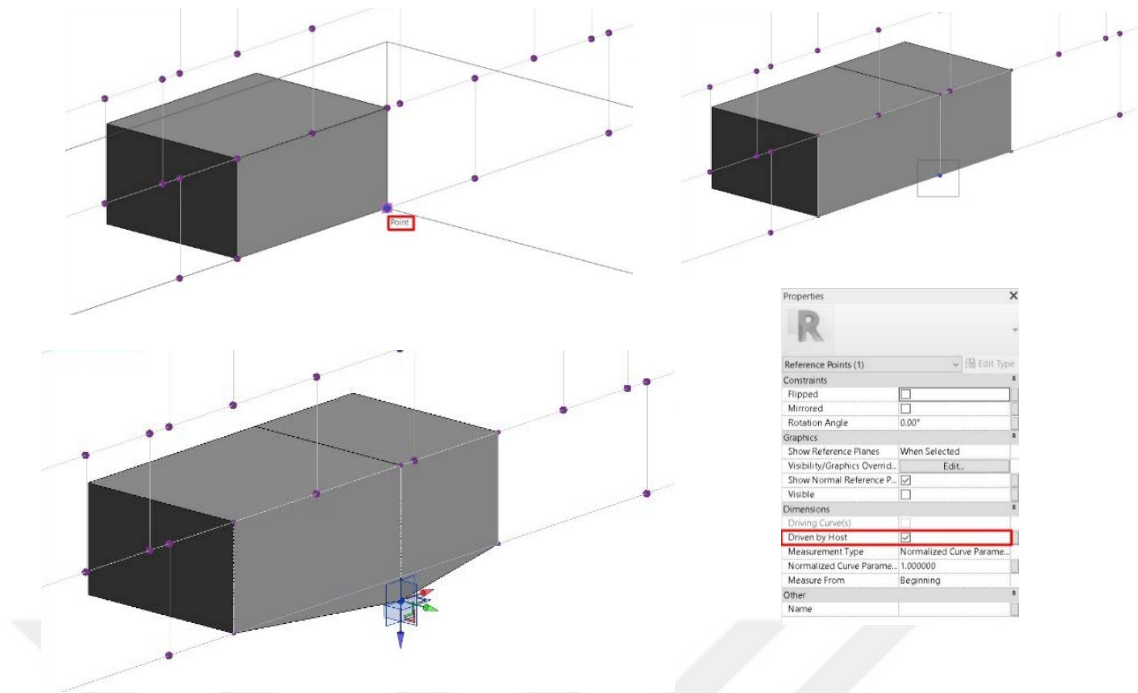 Point
Properties
R
Reference Points (1)
Edit Type
Constraints
Flipped
Mirrored
Rotation Angle 0.00°
Graphics
Show Reference Planes When Selected
Visibility/Graphics Overrid... Edit...
Show Normal Reference P...
Visible
Dimensions
Driving Curve(s)
Driven by Host
Measurement Type Normalized Curve Parame...
Normalized Curve Parame... 1.000000
Measure From Beginning
Other
Name